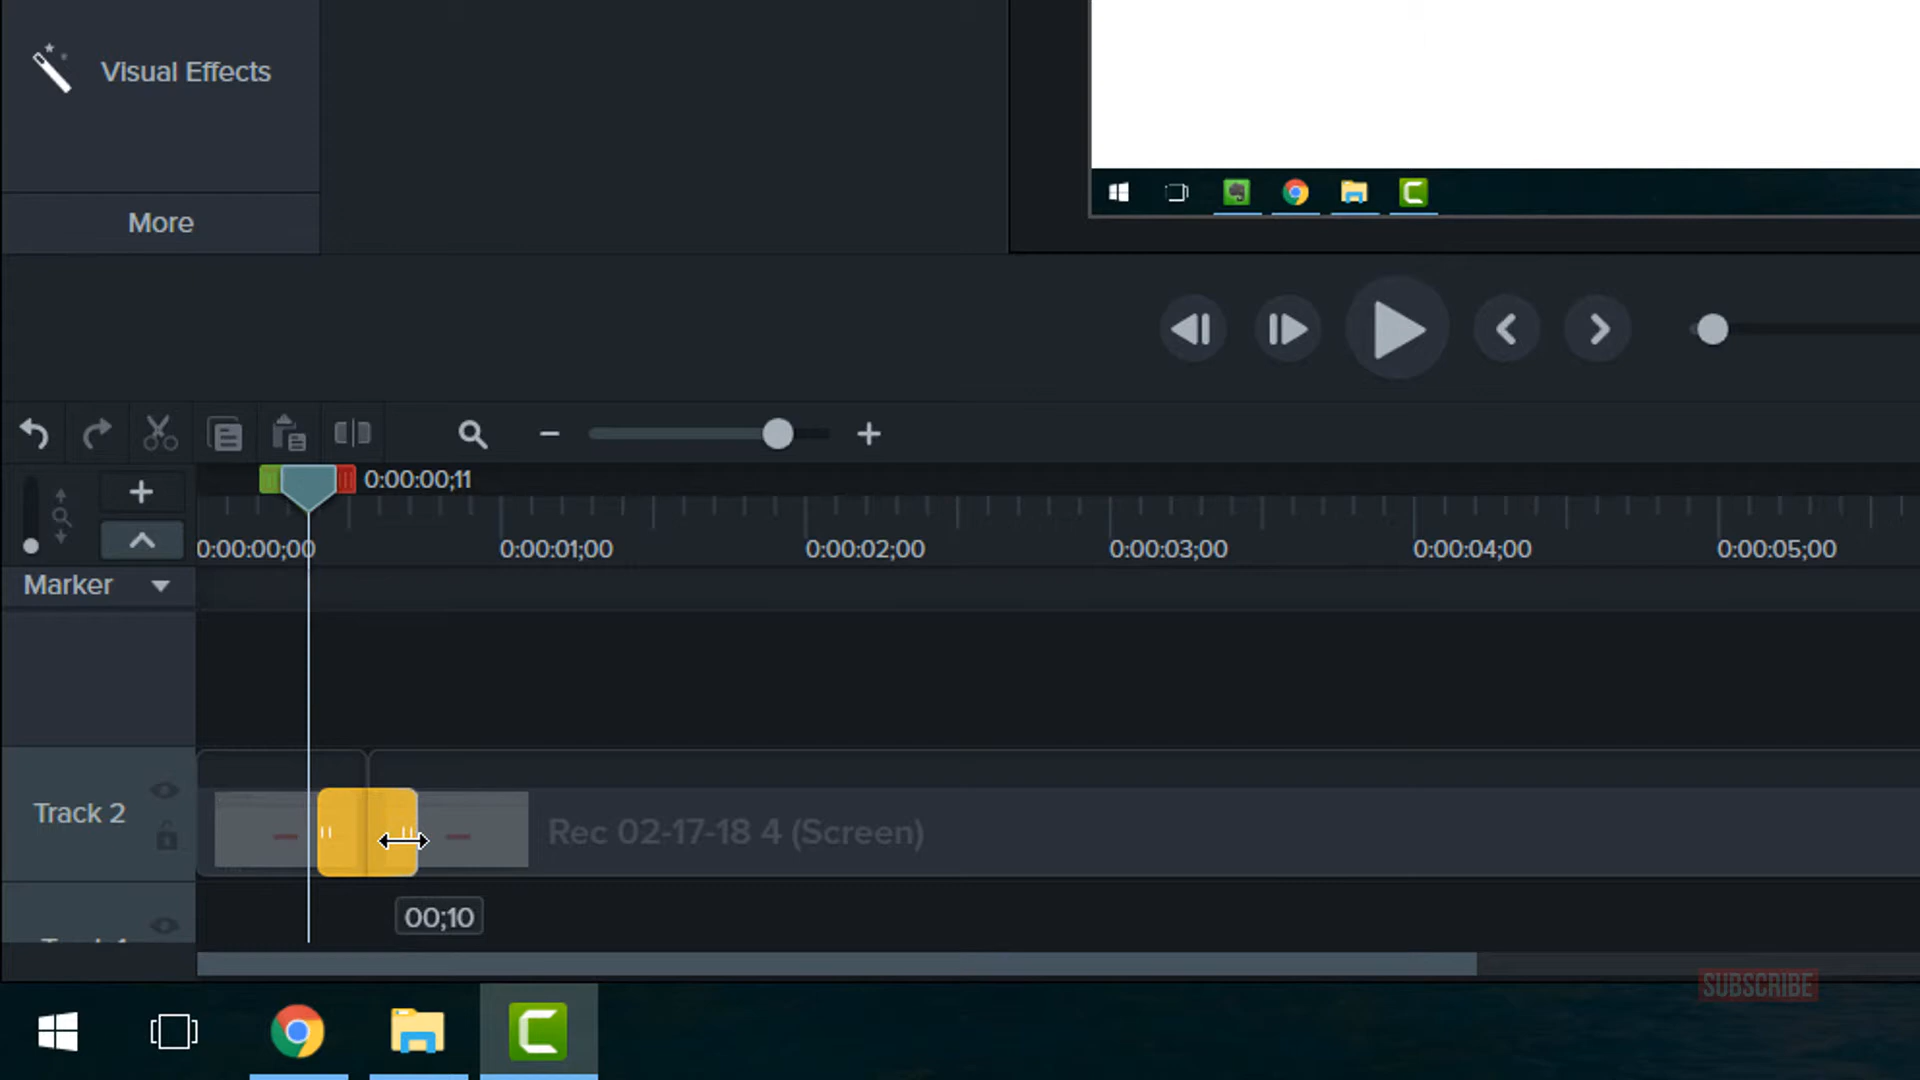 Visual Effects
More
0:00:00;11
0:00:00;00
0:00:01;00
0:00:02;00
0:00:03;00
0:00:04;00
0:00:05;00
Marker
Track 2
Rec 02-17-18 4 (Screen)
00;10
SUBSCRIBE